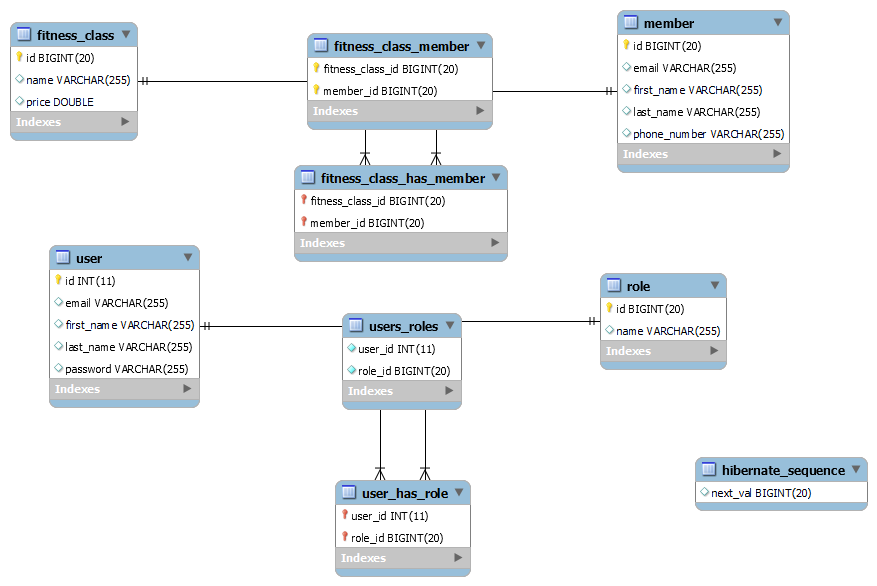 fitness_class
id BIGINT(20)
name VARCHAR(255)
price DOUBLE
Indexes
fitness_class_member
fitness_class_id BIGINT(20)
member_id BIGINT(20)
Indexes
member
id BIGINT(20)
email VARCHAR(255)
first_name VARCHAR(255)
last_name VARCHAR(255)
phone_number VARCHAR(255)
Indexes
fitness_class_has_member
fitness_class_id BIGINT(20)
member_id BIGINT(20)
Indexes
user
id INT(11)
email VARCHAR(255)
first_name VARCHAR(255)
last_name VARCHAR(255)
password VARCHAR(255)
Indexes
users_roles
user_id INT(11)
role_id BIGINT(20)
Indexes
role
id BIGINT(20)
name VARCHAR(255)
Indexes
user_has_role
user_id INT(11)
role_id BIGINT(20)
Indexes
hibernate_sequence
next_val BIGINT(20)